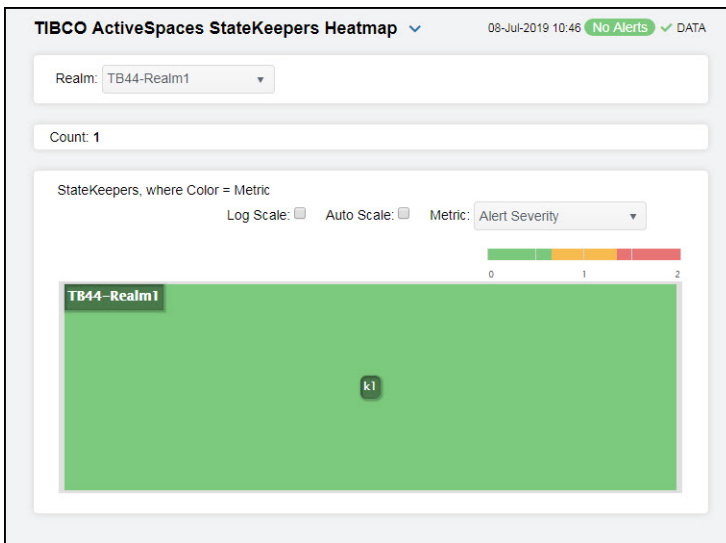 TIBCO ActiveSpaces StateKeepers Heatmap 08-Jul-2019 10:46 No Alerts DATA
Realm: TB44-Realm1
Count: 1
StateKeepers, where Color = Metric
Log Scale: Auto Scale: Metric: Alert Severity
0 1 2
TB44-Realm1
k1